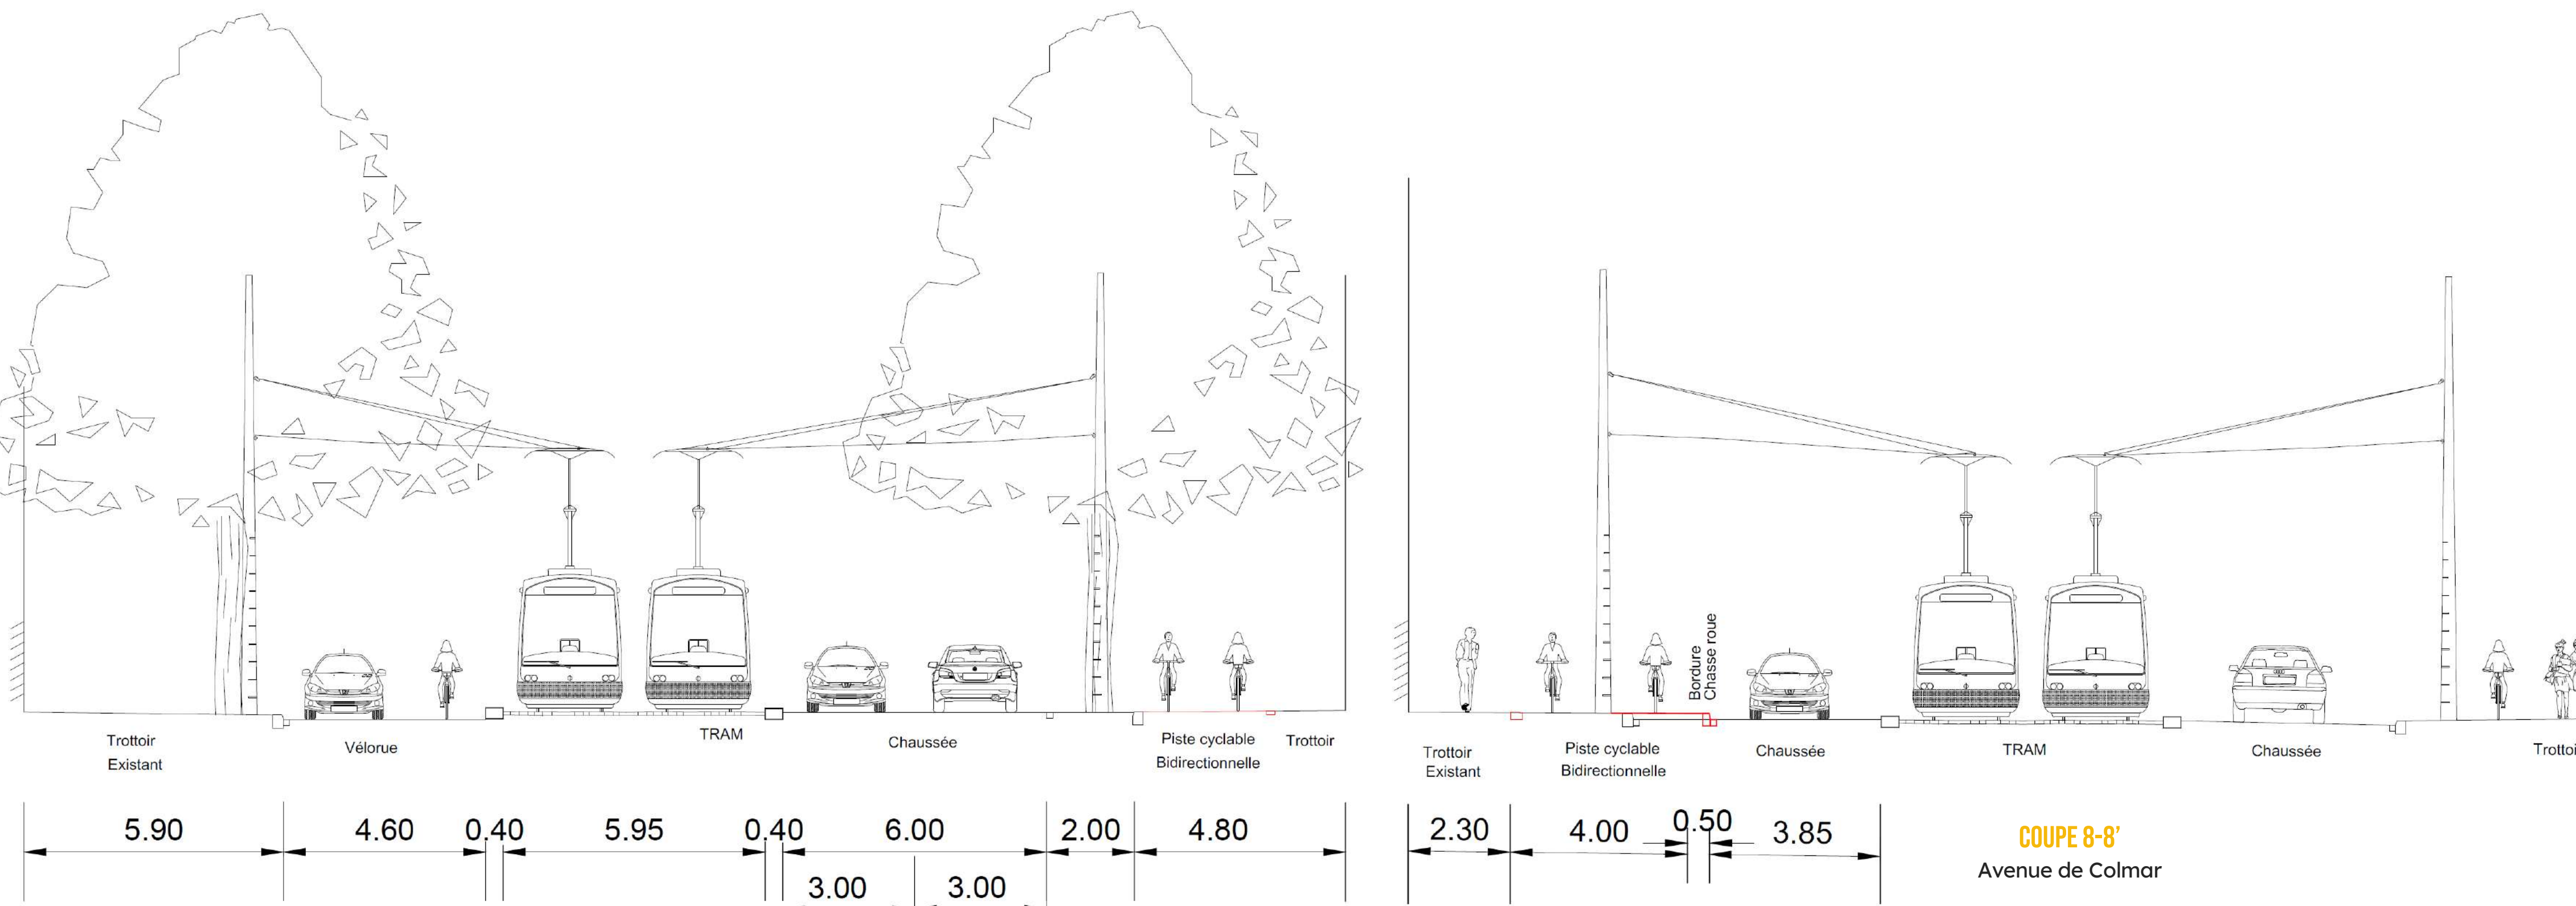 Bordure
Chasse roue
Trottoir
Existant
Vélorue
TRAM
Chaussée
Piste cyclable
Bidirectionnelle
Trottoir
Trottoir
Existant
Piste cyclable
Bidirectionnelle
Chaussée
TRAM
Chaussée
Trottoi
5.90
4.60
0.40
5.95
0.40
6.00
2.00
4.80
3.00
3.00
2.30
4.00
0.50
3.85
COUPE 8-8’
Avenue de Colmar